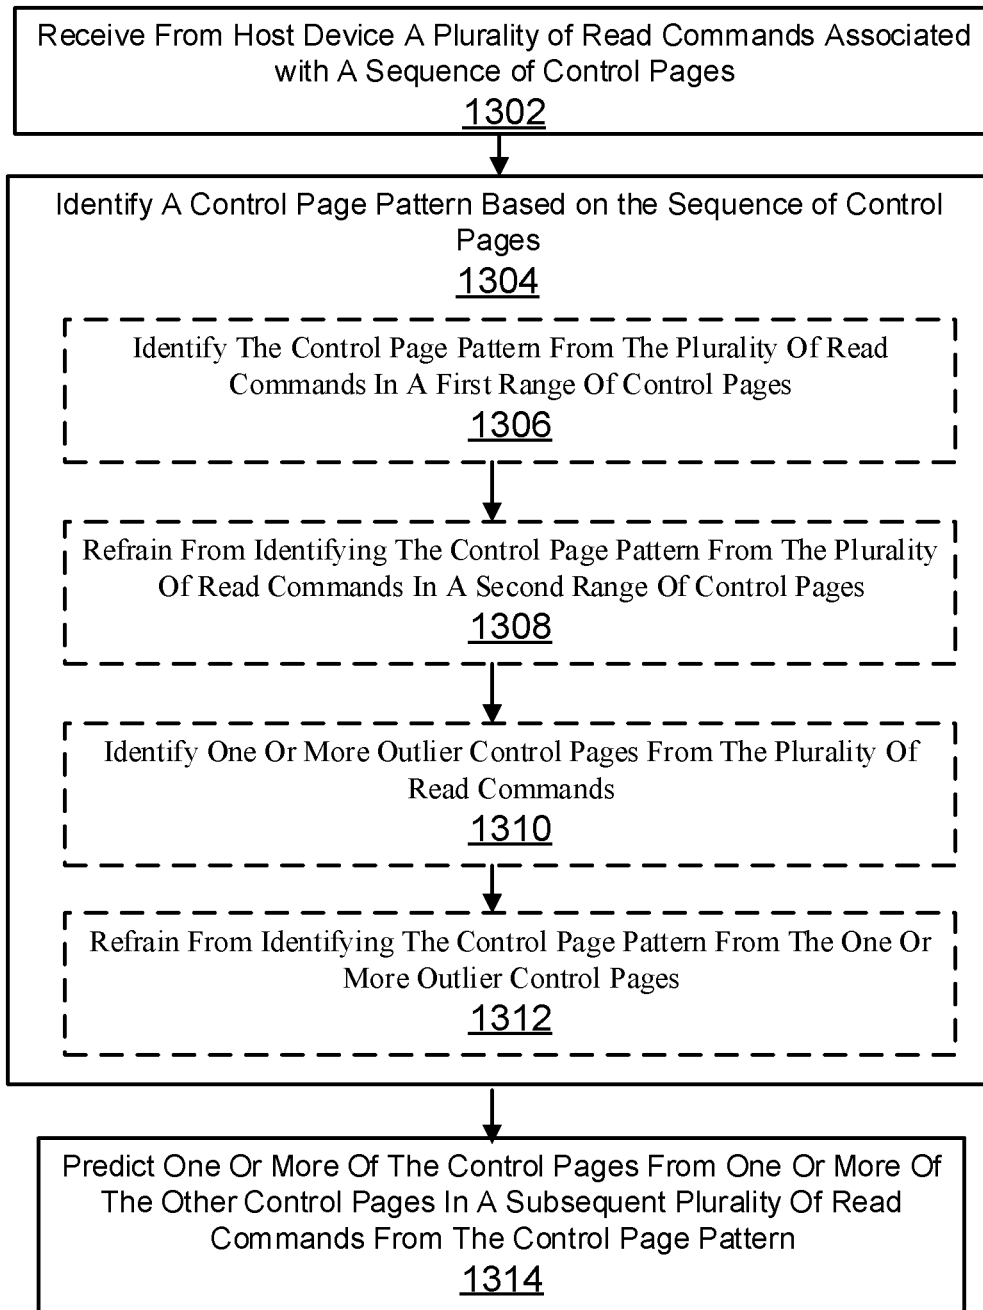 Receive From Host Device A Plurality of Read Commands Associated
with A Sequence of Control Pages
1302
Identify A Control Page Pattern Based on the Sequence of Control
Pages
1304
Identify The Control Page Pattern From The Plurality Of Read
Commands In A First Range Of Control Pages
1306
Refrain From Identifying The Control Page Pattern From The Plurality
Of Read Commands In A Second Range Of Control Pages
1308
Identify One Or More Outlier Control Pages From The Plurality Of
Read Commands
1310
Refrain From Identifying The Control Page Pattern From The One Or
More Outlier Control Pages
1312
Predict One Or More Of The Control Pages From One Or More Of
The Other Control Pages In A Subsequent Plurality Of Read
Commands From The Control Page Pattern
1314